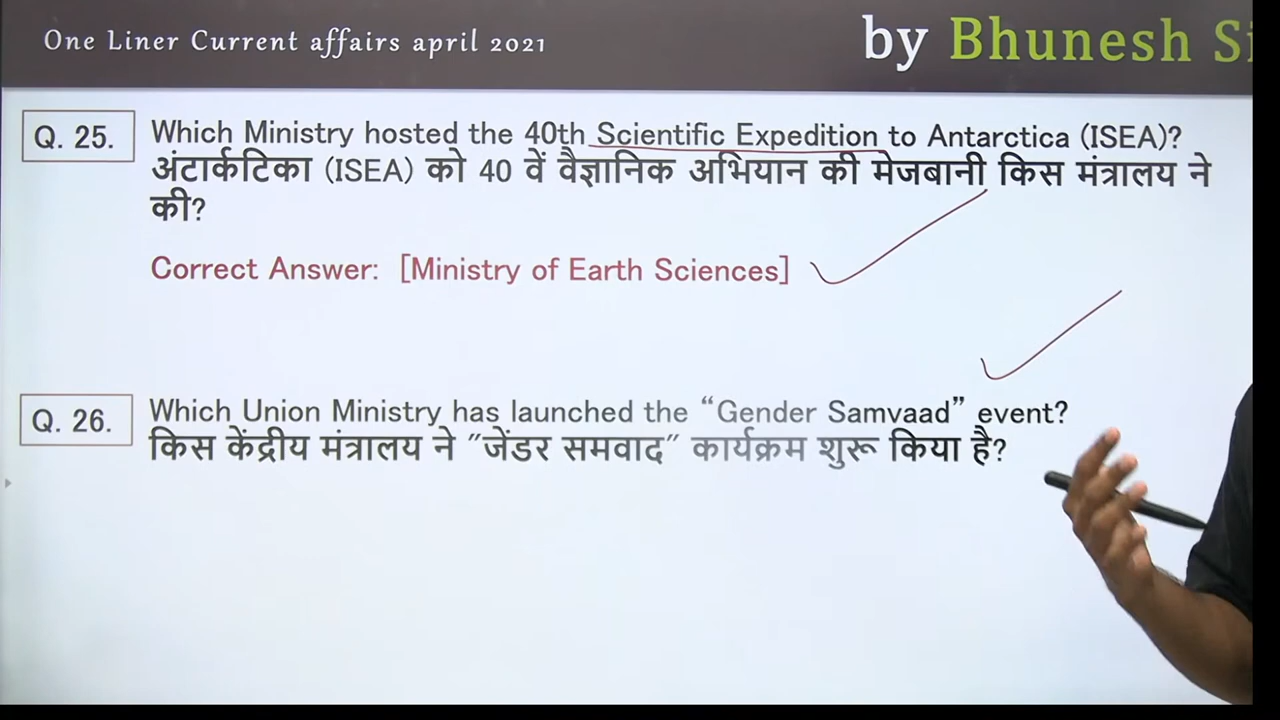 One Liner Current affairs april 2021
by Bhunesh
Q. 25.
Which Ministry hosted the 40th Scientific Expedition to Antarctica (ISEA)?
अंटार्कटिका (ISEA) को 40 वें वैज्ञानिक अभियान की मेजबानी किस मंत्रालय ने
की?
Correct Answer: [Ministry of Earth Sciences]
Q. 26.
Which Union Ministry has launched the “Gender Samvaad” event?
किस केंद्रीय मंत्रालय ने "जेंडर समवाद" कार्यक्रम शुरू किया है?